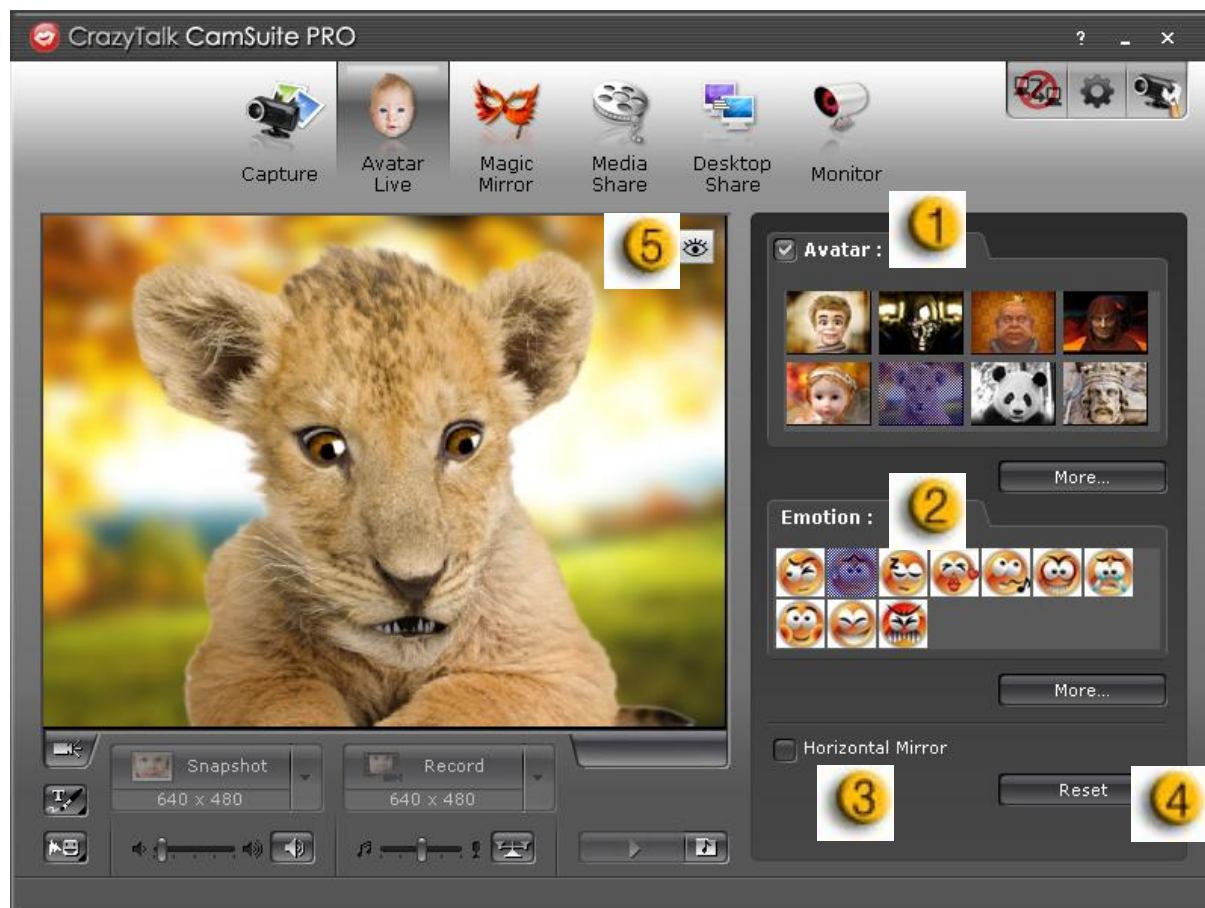 CrazyTalk CamSuite PRO
?
Capture
Avatar
Live
Magic
Mirror
Media
Share
Desktop
Share
Monitor
5
1
Avatar :
More...
2
Emotion :
More...
Horizontal Mirror
3
Reset
4
Snapshot
640 x 480
Record
640 x 480
T